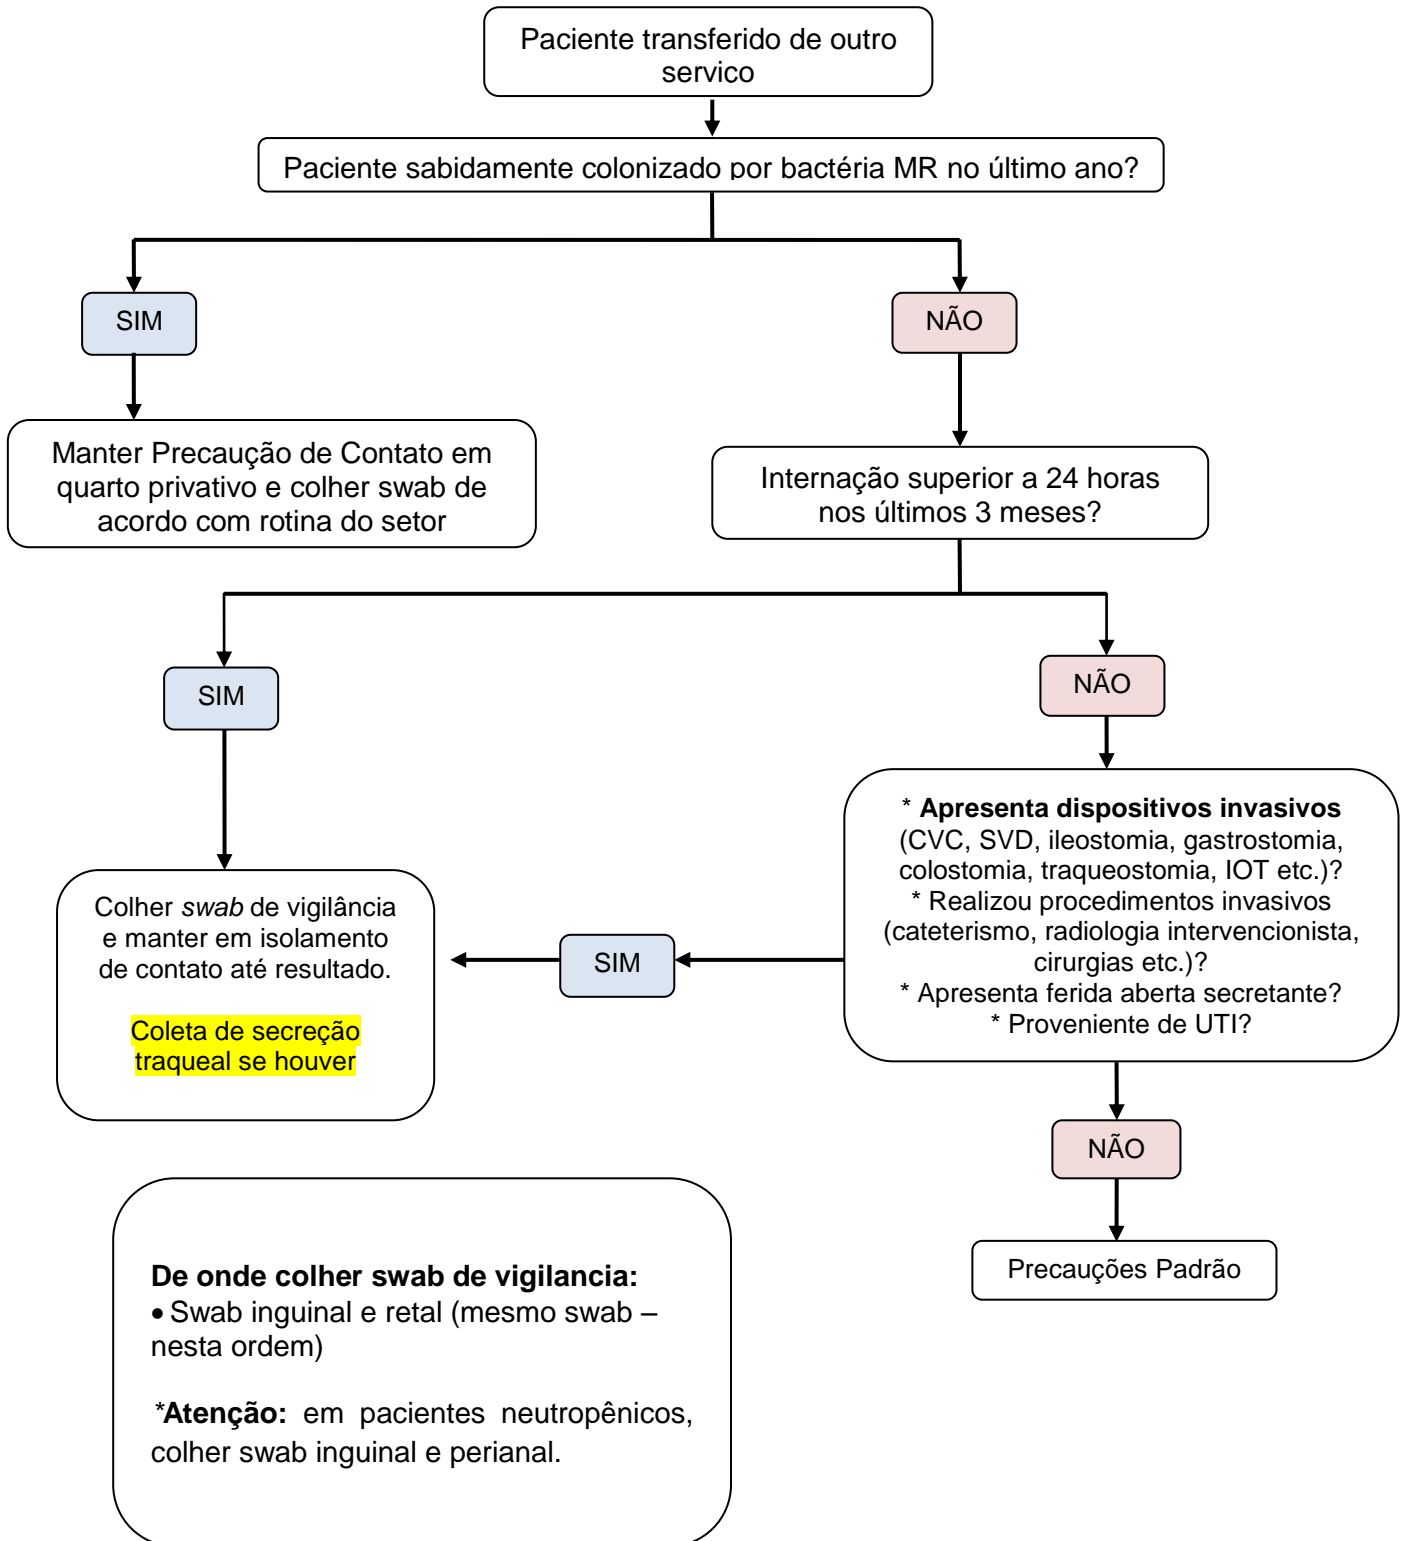 Paciente transferido de outro
servico
Paciente sabidamente colonizado por bactéria MR no último ano?
SIM
NÃO
Manter Precaução de Contato em
quarto privativo e colher swab de
acordo com rotina do setor
Internação superior a 24 horas
nos últimos 3 meses?
SIM
NÃO
* Apresenta dispositivos invasivos
(CVC, SVD, ileostomia, gastrostomia,
colostomia, traqueostomia, IOT etc.)?
* Realizou procedimentos invasivos
(cateterismo, radiologia intervencionista,
cirurgias etc.)?
* Apresenta ferida aberta secretante?
* Proveniente de UTI?
SIM
Colher swab de vigilância
e manter em isolamento
de contato até resultado.
Coleta de secreção
traqueal se houver
NÃO
Precauções Padrão
De onde colher swab de vigilancia:
• Swab inguinal e retal (mesmo swab –
nesta ordem)
*Atenção: em pacientes neutropênicos,
colher swab inguinal e perianal.